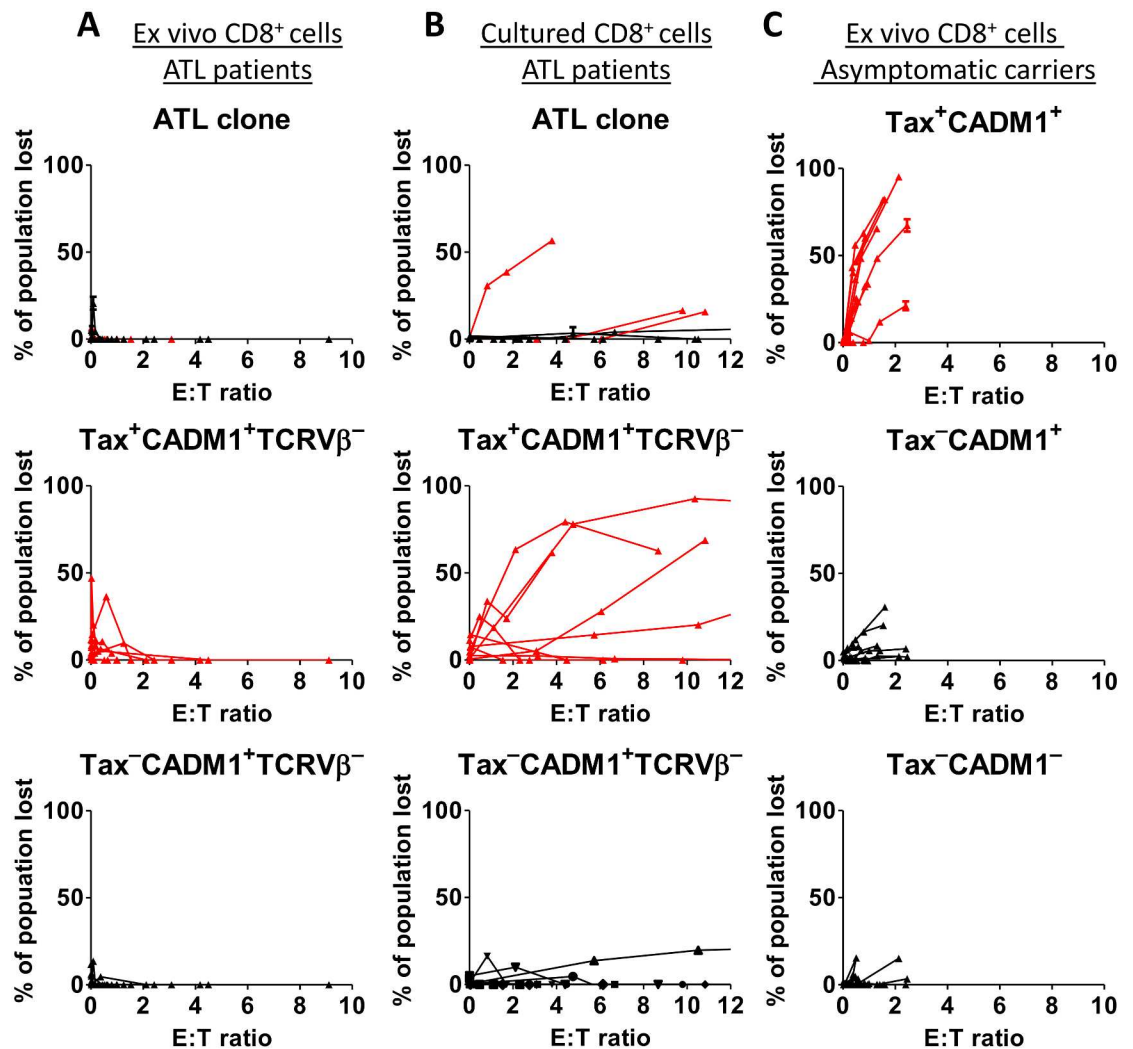 A Ex vivo CD8⁺ cells
ATL patients
ATL clone
% of population lost
100
50
0
0 2 4 6 8 10
E:T ratio
Tax⁺CADM1⁺TCRVβ⁻
% of population lost
100
50
0
0 2 4 6 8 10
E:T ratio
Tax⁻CADM1⁺TCRVβ⁻
% of popuation lost
100
50
0
0 2 4 6 8 10
E:T ratio
B Cultured CD8⁺ cells
ATL patients
ATL clone
% of population lost
100
50
0
0 2 4 6 8 10 12
E:T ratio
Tax⁺CADM1⁺TCRVβ⁻
% of population lost
100
50
0
0 2 4 6 8 10 12
E:T ratio
Tax⁻CADM1⁺TCRVβ⁻
% of population lost
100
50
0
0 2 4 6 8 10 12
E:T ratio
C Ex vivo CD8⁺ cells
Asymptomatic carriers
Tax⁺CADM1⁺
% of population lost
100
50
0
0 2 4 6 8 10
E:T ratio
Tax⁻CADM1⁺
% of population lost
100
50
0
0 2 4 6 8 10
E:T ratio
Tax⁻CADM1⁻
% of population lost
100
50
0
0 2 4 6 8 10
E:T ratio